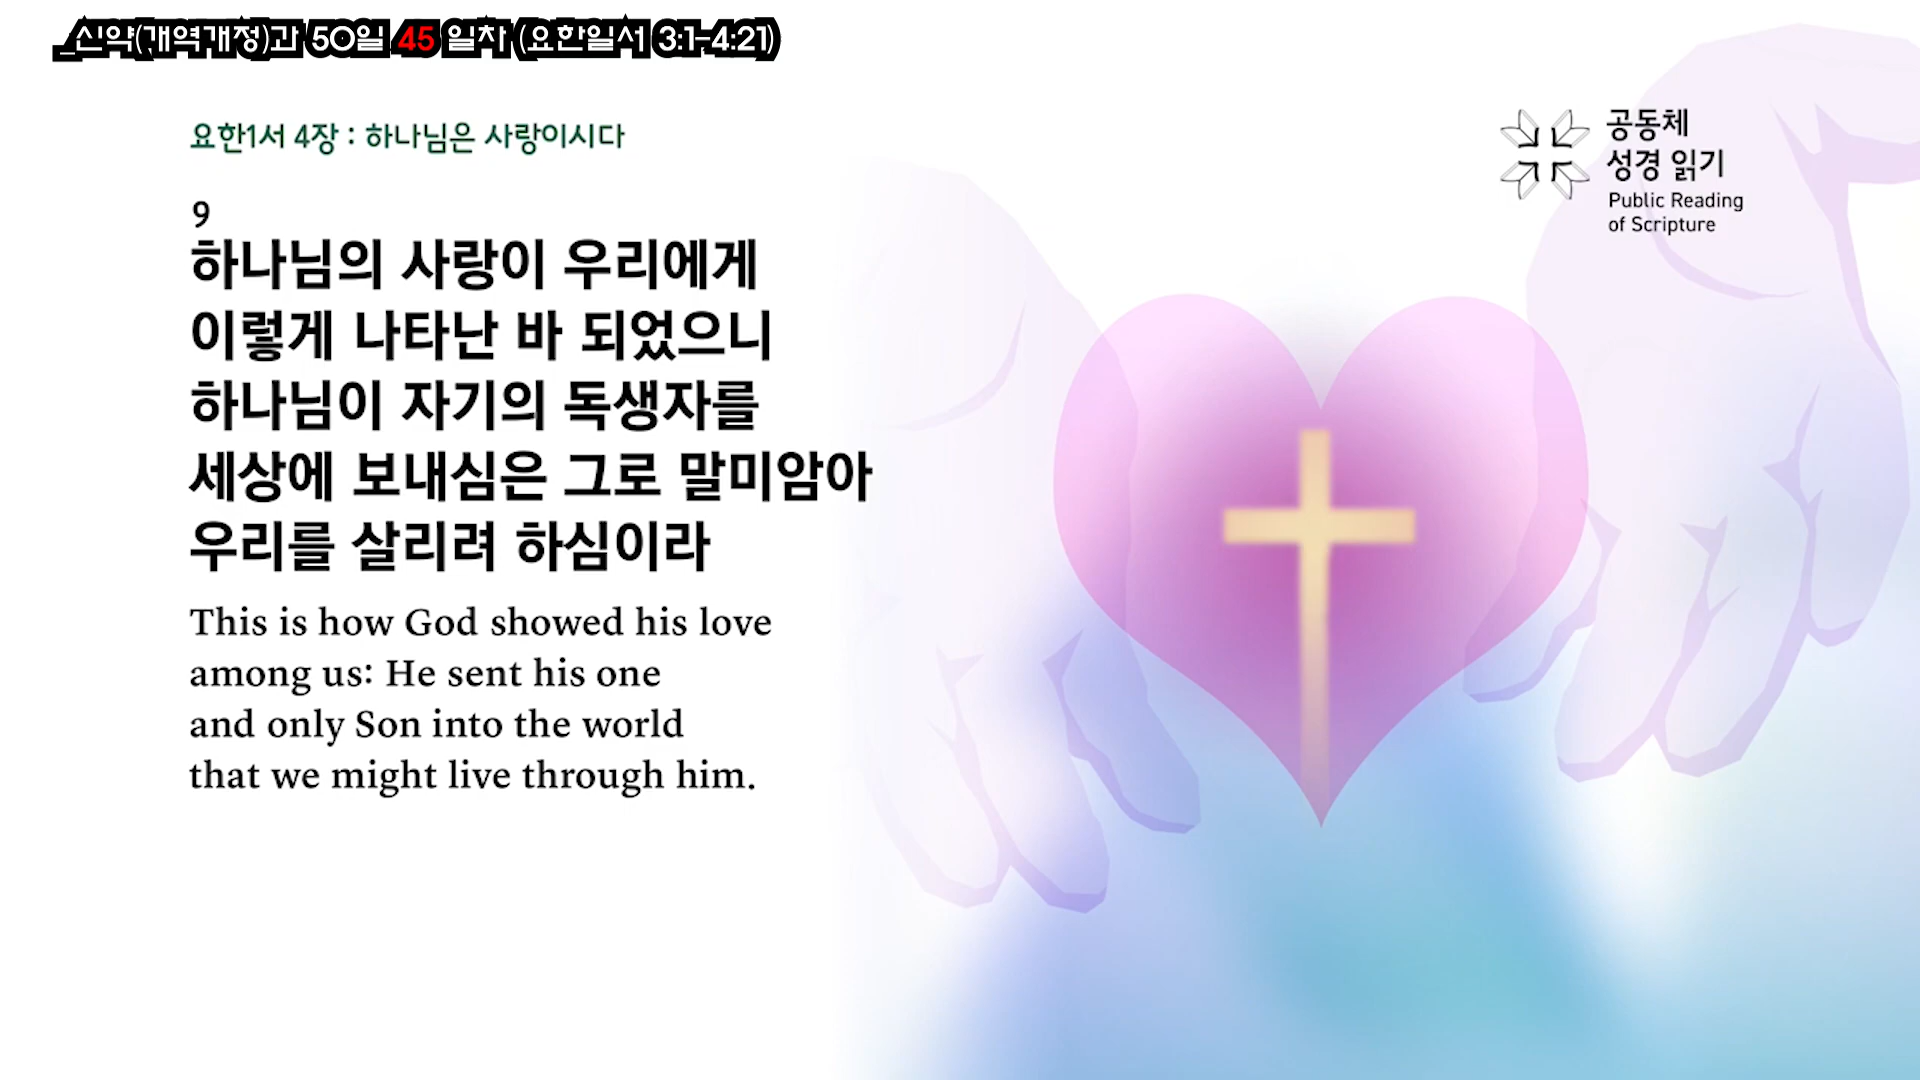 _신약(개역개정)과 50일 45 일차 (요한일서 3:1-4:21)
요한1서 4장 : 하나님은 사랑이시다
9
하나님의 사랑이 우리에게
이렇게 나타난 바 되었으니
하나님이 자기의 독생자를
세상에 보내심은 그로 말미암아
우리를 살리려 하심이라
This is how God showed his love
among us: He sent his one
and only Son into the world
that we might live through him.
공동체
성경 읽기
Public Reading
of Scripture